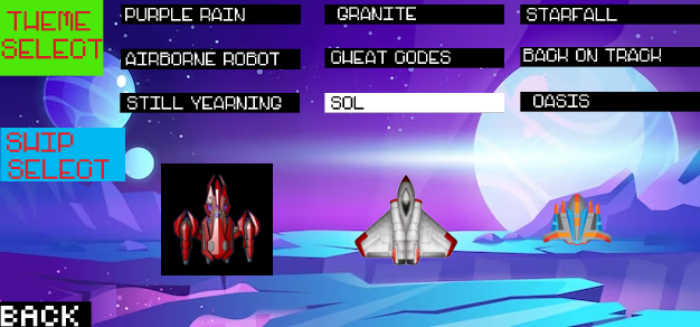 THEME
SELECT
PURPLE RAIN
GRANITE
STARFALL
AIRBORNE ROBOT
CHEAT CODES
BACK ON TRACK
STILL YEARNING
SOL
OASIS
SHIP
SELECT
BACK